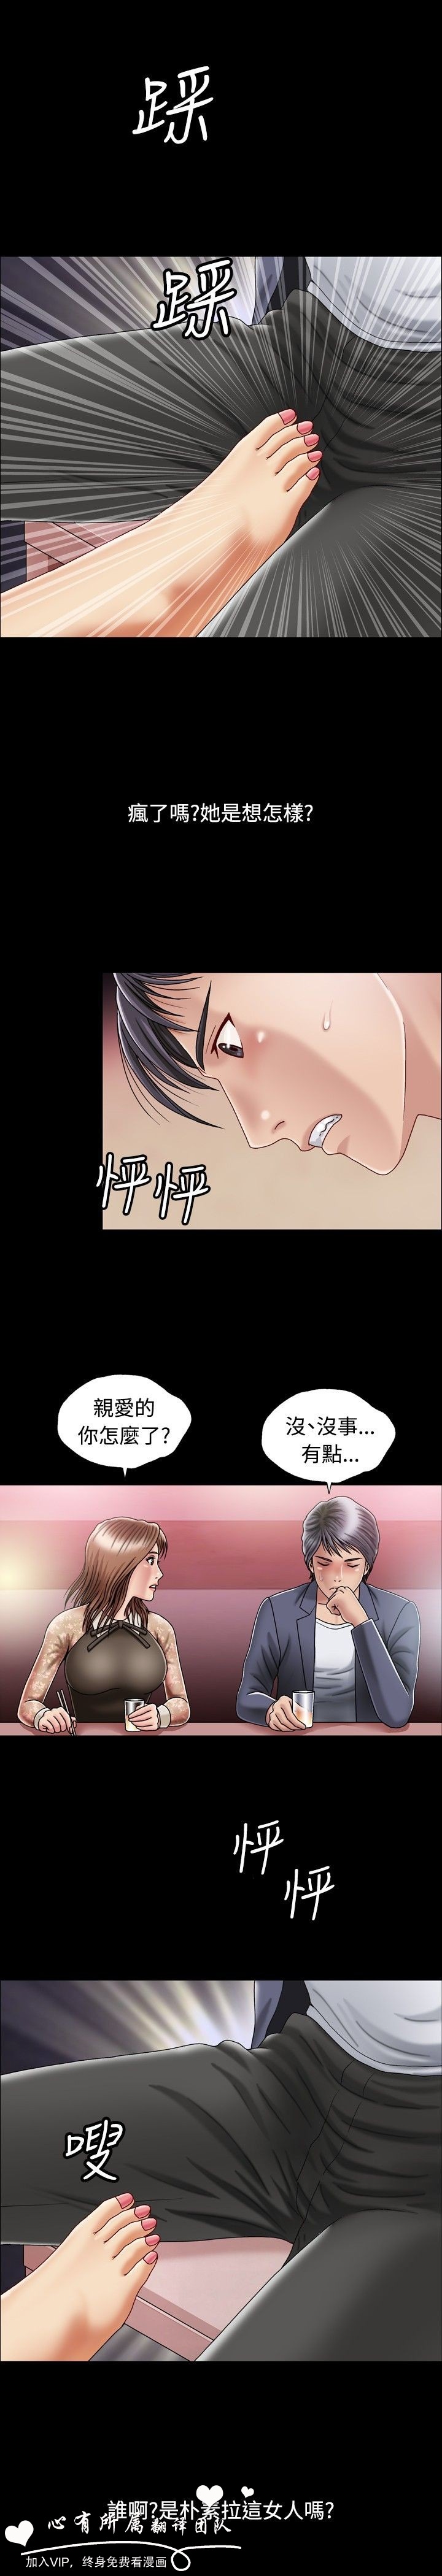 踩
踩
瘋了嗎?她是想怎樣?
怦怦
親愛的
你怎麼了?
沒、沒事...
有點...
怦
怦
嗖
誰啊?是朴素拉這女人嗎?
心有所属翻译团队
加入VIP，终身免费看漫画